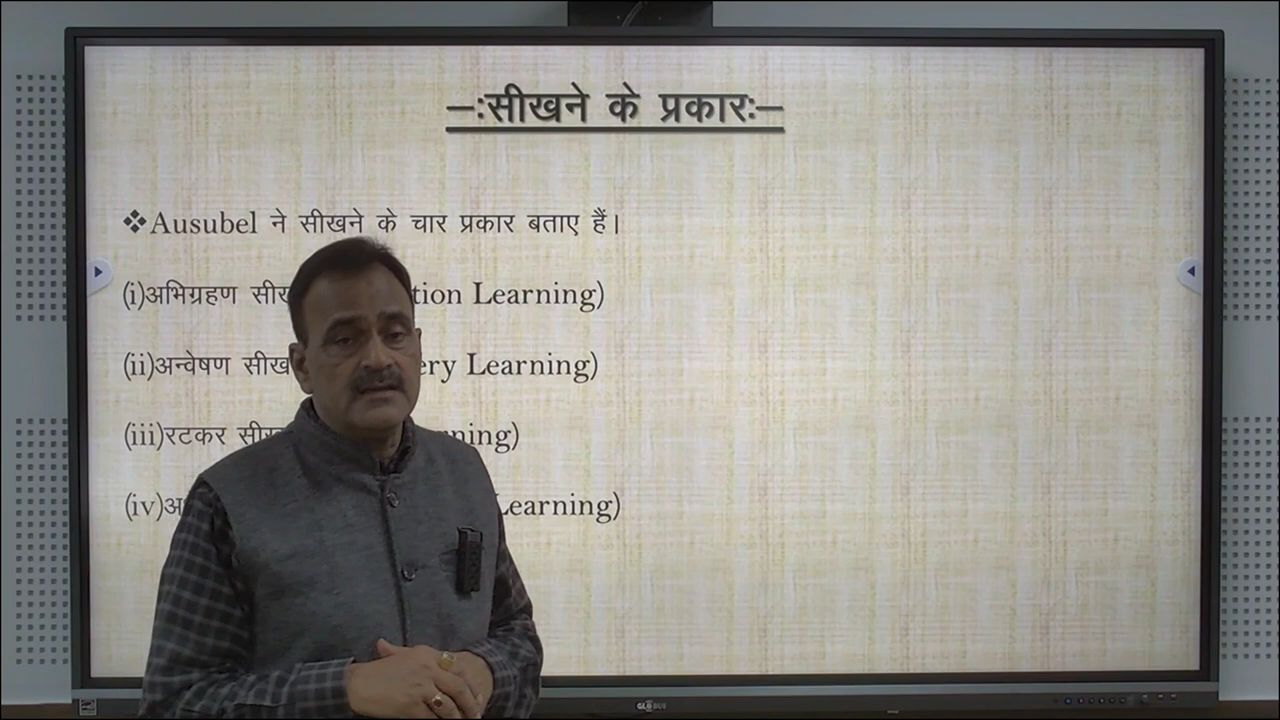 —ःसीखने के प्रकारः—
❖Ausubel ने सीखने के चार प्रकार बताए हैं।
(i)अभिग्रहण सीख tion Learning)
(ii)अन्वेषण सीख ery Learning)
(iii)रटकर सीख ning)
(iv)अ Learning)